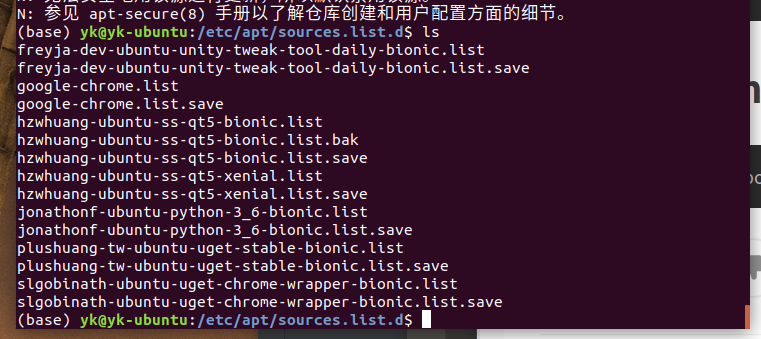 N: 参见 apt-secure(8) 手册以了解仓库创建和用户配置方面的细节。
(base) yk@yk-ubuntu:/etc/apt/sources.list.d$ ls
freyja-dev-ubuntu-unity-tweak-tool-daily-bionic.list
freyja-dev-ubuntu-unity-tweak-tool-daily-bionic.list.save
google-chrome.list
google-chrome.list.save
hzwhuang-ubuntu-ss-qt5-bionic.list
hzwhuang-ubuntu-ss-qt5-bionic.list.bak
hzwhuang-ubuntu-ss-qt5-bionic.list.save
hzwhuang-ubuntu-ss-qt5-xenial.list
hzwhuang-ubuntu-ss-qt5-xenial.list.save
jonathonf-ubuntu-python-3_6-bionic.list
jonathonf-ubuntu-python-3_6-bionic.list.save
plushuang-tw-ubuntu-uget-stable-bionic.list
plushuang-tw-ubuntu-uget-stable-bionic.list.save
slgobinath-ubuntu-uget-chrome-wrapper-bionic.list
slgobinath-ubuntu-uget-chrome-wrapper-bionic.list.save
(base) yk@yk-ubuntu:/etc/apt/sources.list.d$